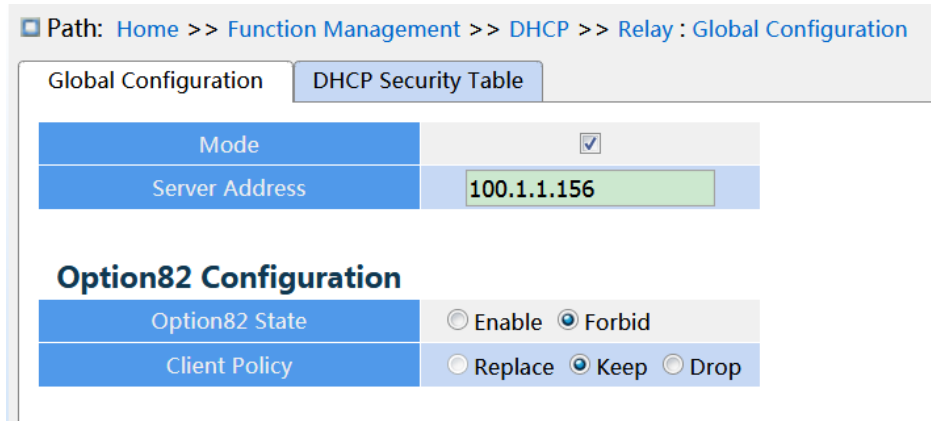 Path: Home >> Function Management >> DHCP >> Relay : Global Configuration
Global Configuration DHCP Security Table
Mode
Server Address 100.1.1.156
Option82 Configuration
Option82 State Enable Forbid
Client Policy Replace Keep Drop